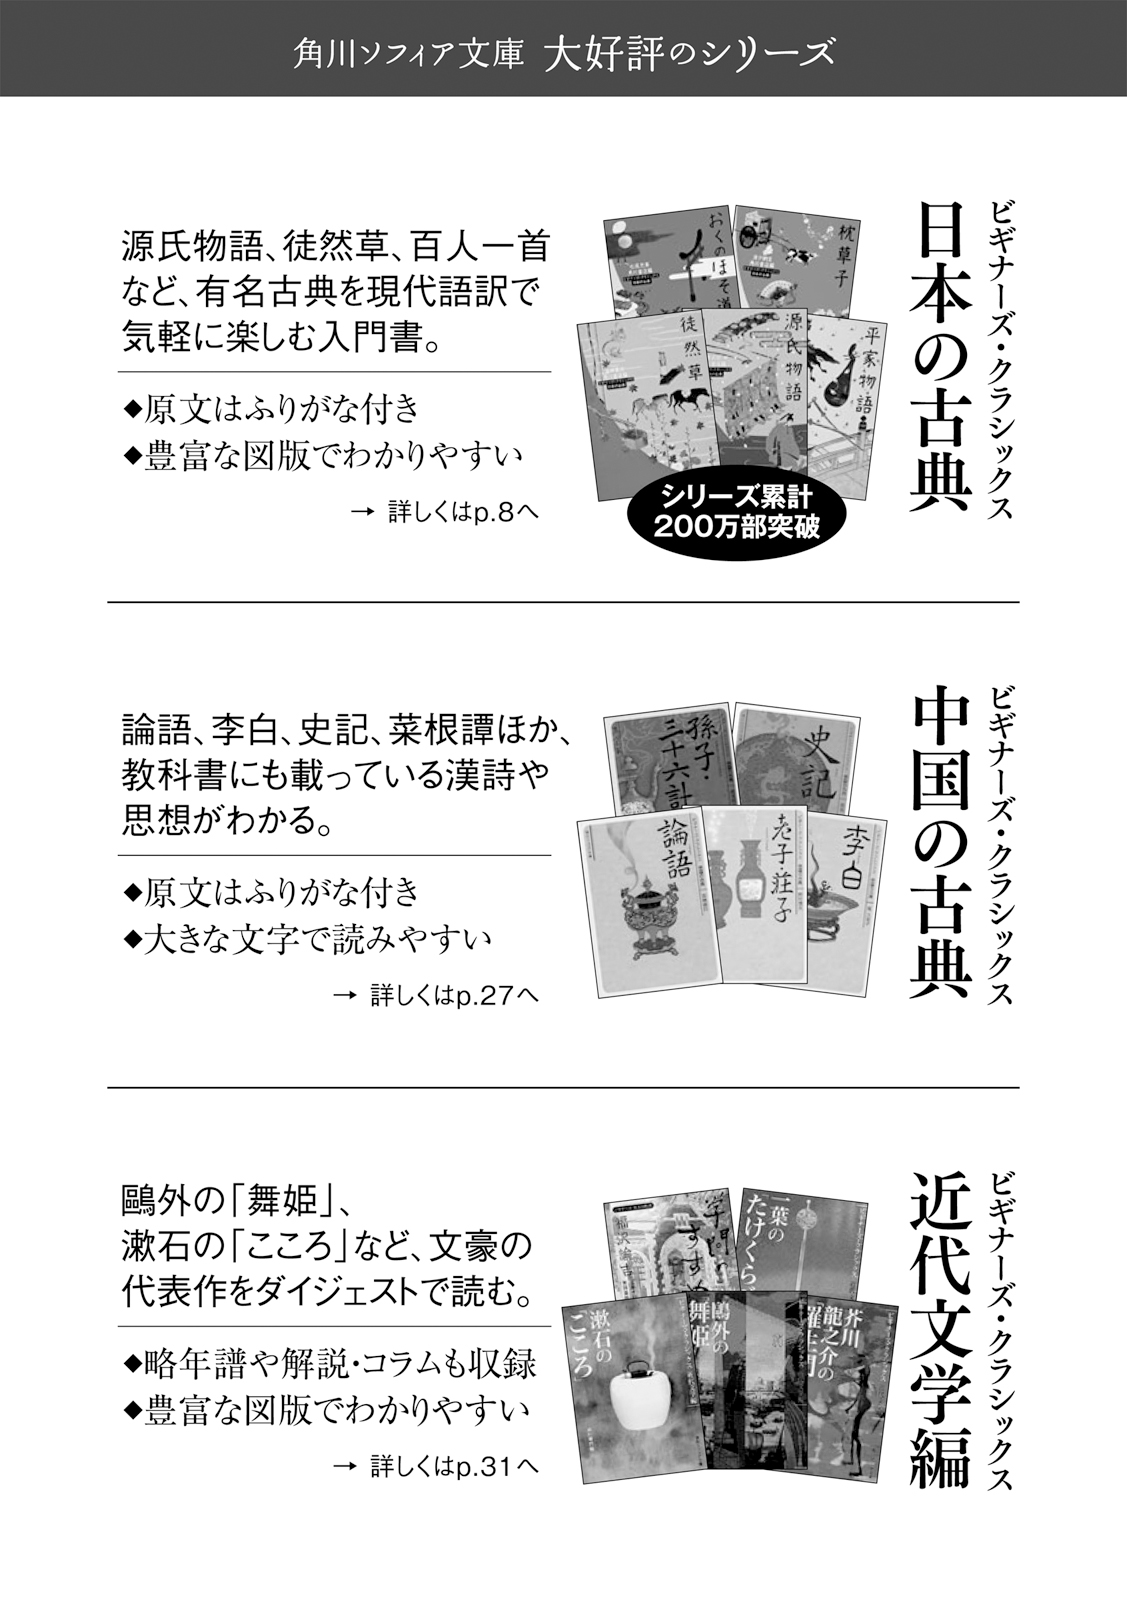 角川ソフィア文庫 大好評のシリーズ
ビギナーズ・クラシックス
日本の古典
源氏物語、徒然草、百人一首
など、有名古典を現代語訳で
気軽に楽しむ入門書。
◆原文はふりがな付き
◆豊富な図版でわかりやすい
→ 詳しくはp.8へ
おくのほそ道
枕草子
徒然草
源氏物語
平家物語
シリーズ累計
200万部突破
ビギナーズ・クラシックス
中国の古典
論語、李白、史記、菜根譚ほか、
教科書にも載っている漢詩や
思想がわかる。
◆原文はふりがな付き
◆大きな文字で読みやすい
→ 詳しくはp.27へ
孫子・
三十六計
史記
論語
老子・荘子
李白
ビギナーズ・クラシックス
近代文学編
鷗外の「舞姫」、
漱石の「こころ」など、文豪の
代表作をダイジェストで読む。
◆略年譜や解説・コラムも収録
◆豊富な図版でわかりやすい
→ 詳しくはp.31へ
福沢諭吉
学問の
すすめ
一葉の
「たけくらべ
漱石の
こころ
鷗外の
「舞姫
芥川
龍之介の
羅生門